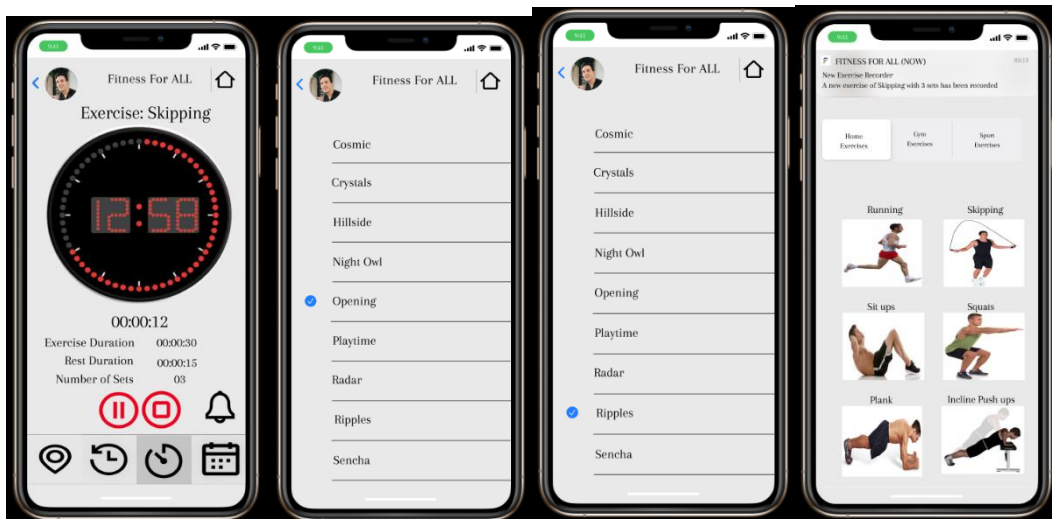 9:41
Fitness For ALL
Exercise: Skipping
12:58
00:00:12
Exercise Duration 00:00:30
Rest Duration 00:00:15
Number of Sets 03
9:41
Fitness For ALL
Cosmic
Crystals
Hillside
Night Owl
Opening
Playtime
Radar
Ripples
Sencha
9:41
Fitness For ALL
Cosmic
Crystals
Hillside
Night Owl
Opening
Playtime
Radar
Ripples
Sencha
9:41
F FITNESS FOR ALL (NOW)
New Exercise Recorder
A new exercise of Skipping with 3 sets has been recorded
Home Exercises
Gym Exercises
Sport Exercises
Running Skipping
Sit ups Squats
Plank Incline Push ups